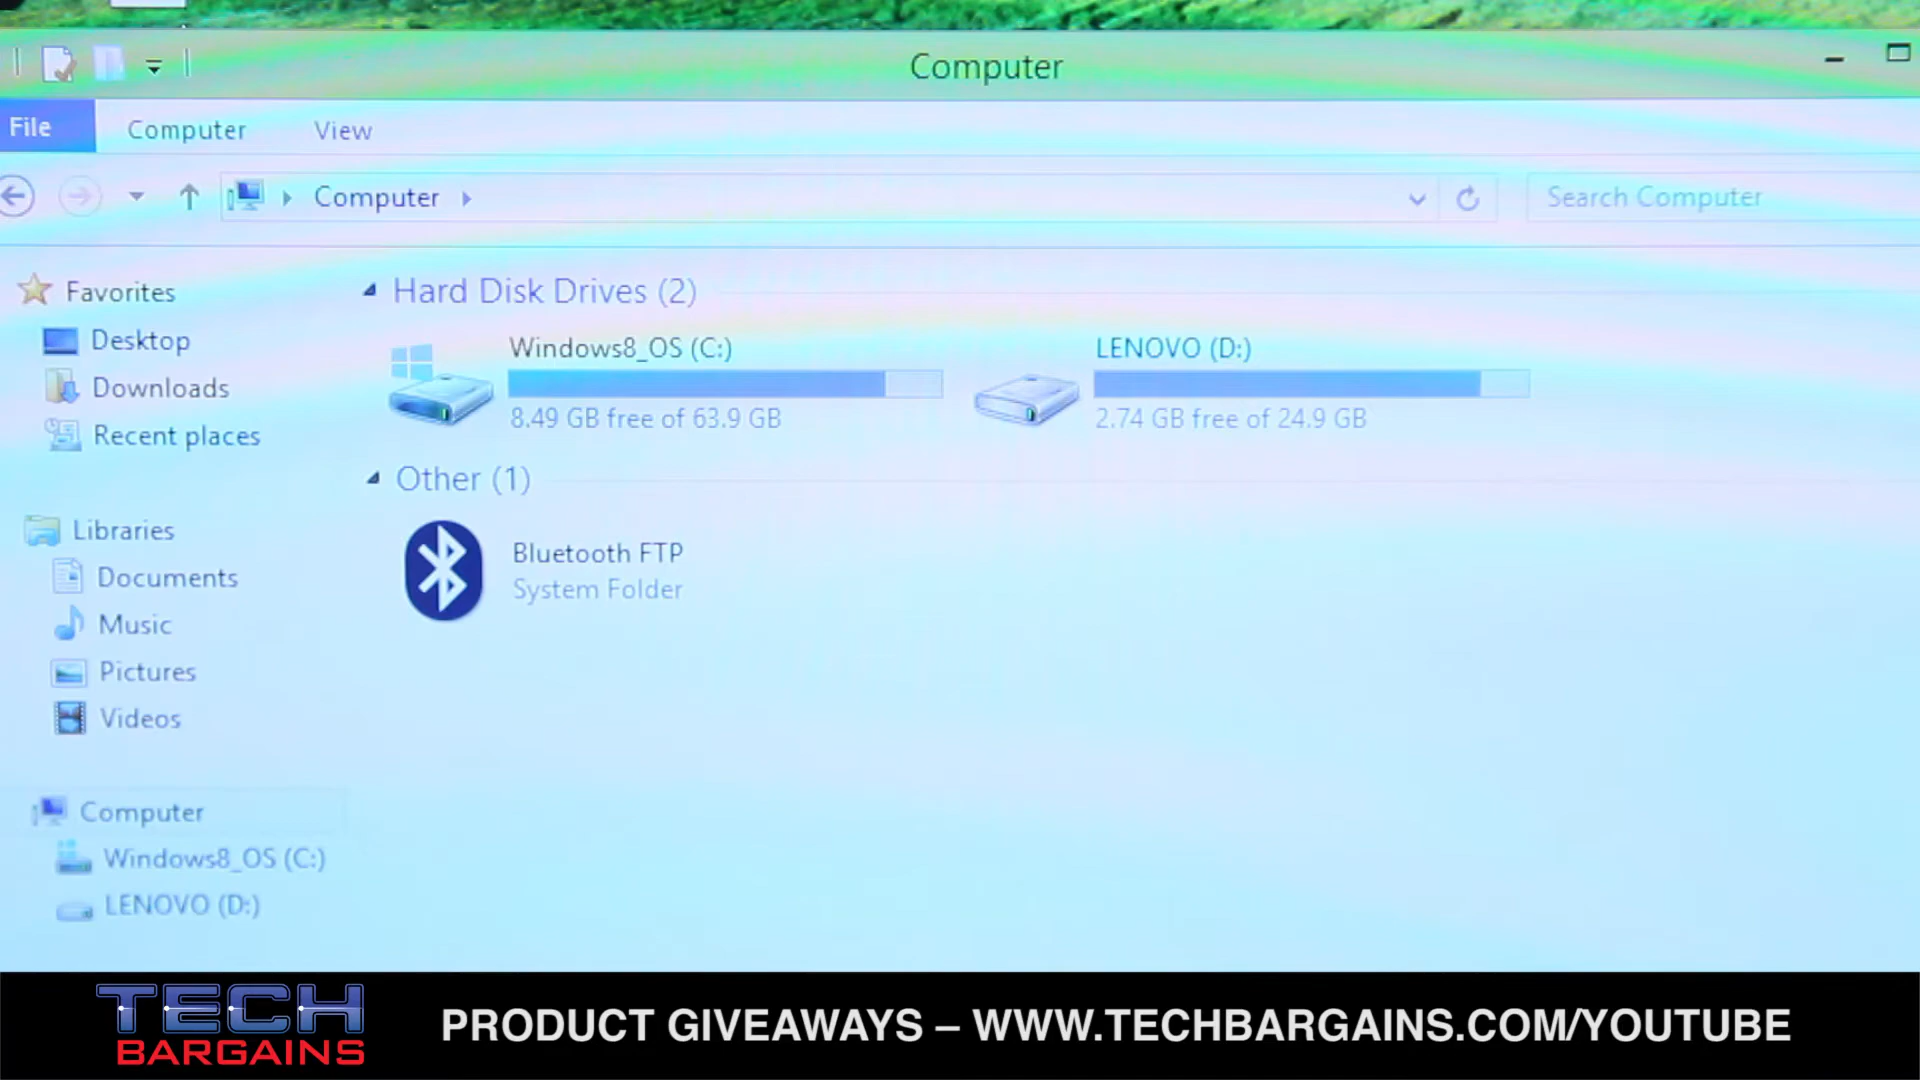 Computer
File
Computer
View
Computer
Search Computer
Favorites
Desktop
Downloads
Recent places
Libraries
Documents
Music
Pictures
Videos
Computer
Windows8_OS (C:)
LENOVO (D:)
Hard Disk Drives (2)
Windows8_OS (C:)
8.49 GB free of 63.9 GB
LENOVO (D:)
2.74 GB free of 24.9 GB
Other (1)
Bluetooth FTP
System Folder
TECH
BARGAINS
PRODUCT GIVEAWAYS – WWW.TECHBARGAINS.COM/YOUTUBE